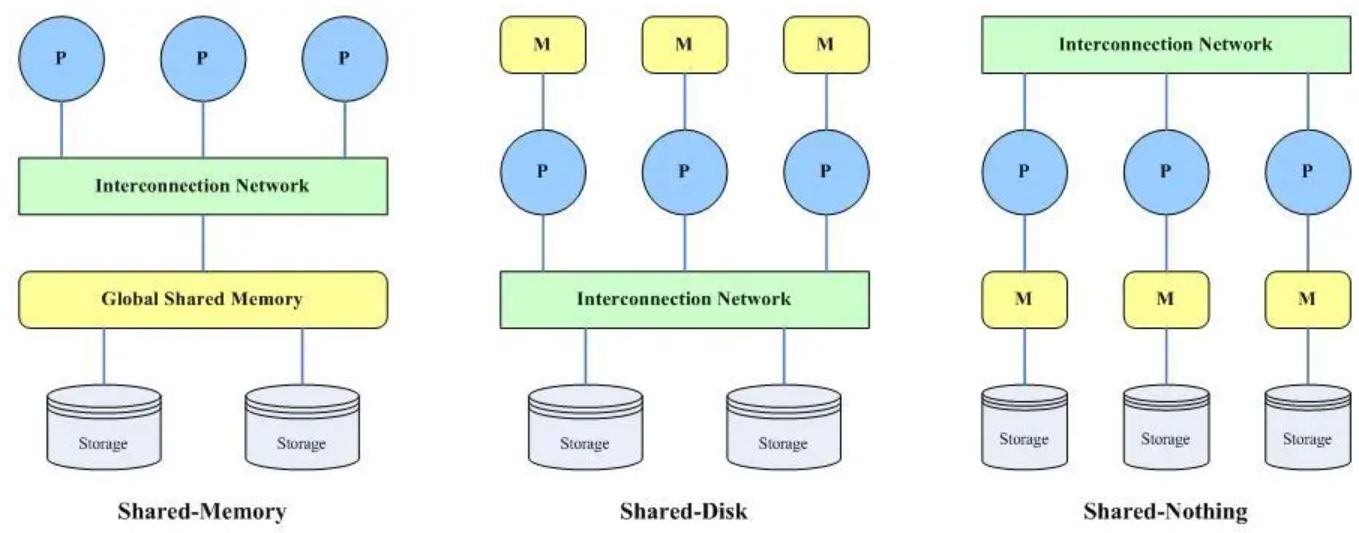 P
P
P
Interconnection Network
Global Shared Memory
Storage
Storage
Shared-Memory
M
M
M
P
P
P
Interconnection Network
Storage
Storage
Shared-Disk
Interconnection Network
P
P
P
M
M
M
Storage
Storage
Storage
Shared-Nothing